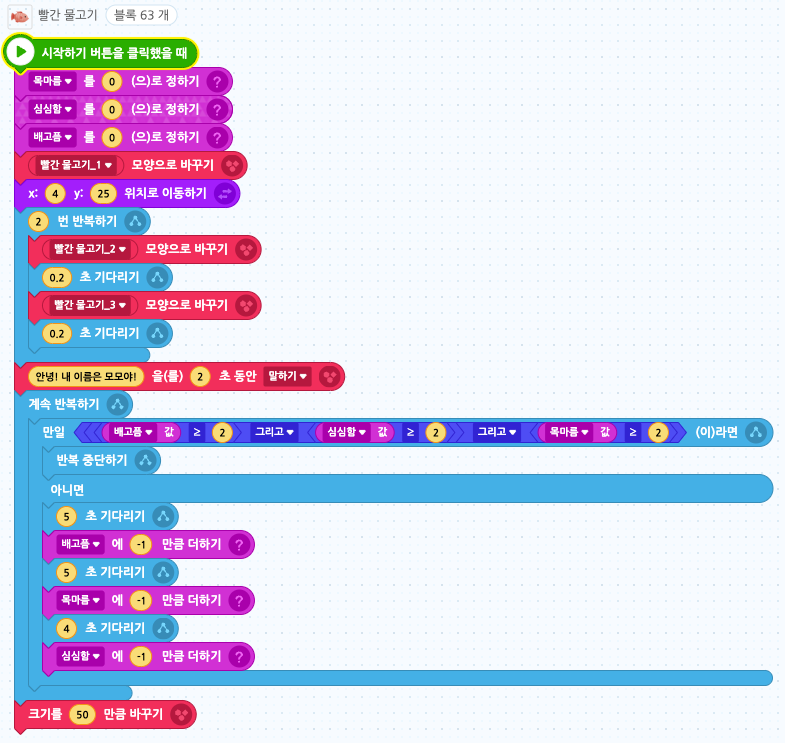 빨간 물고기 블록 63 개
시작하기 버튼을 클릭했을 때
목마름 를 0 (으)로 정하기 ?
심심함 를 0 (으)로 정하기 ?
배고픔 를 0 (으)로 정하기 ?
빨간 물고기_1 모양으로 바꾸기
x: 4 y: 25 위치로 이동하기
2 번 반복하기
빨간 물고기_2 모양으로 바꾸기
0.2 초 기다리기
빨간 물고기_3 모양으로 바꾸기
0.2 초 기다리기
안녕! 내 이름은 모모야! 을(를) 2 초 동안 말하기
계속 반복하기
만일 배고픔 값 ≥ 2 그리고 심심함 값 ≥ 2 그리고 목마름 값 ≥ 2 (이)라면
반복 중단하기
아니면
5 초 기다리기
배고픔 에 -1 만큼 더하기 ?
5 초 기다리기
목마름 에 -1 만큼 더하기 ?
4 초 기다리기
심심함 에 -1 만큼 더하기 ?
크기를 50 만큼 바꾸기